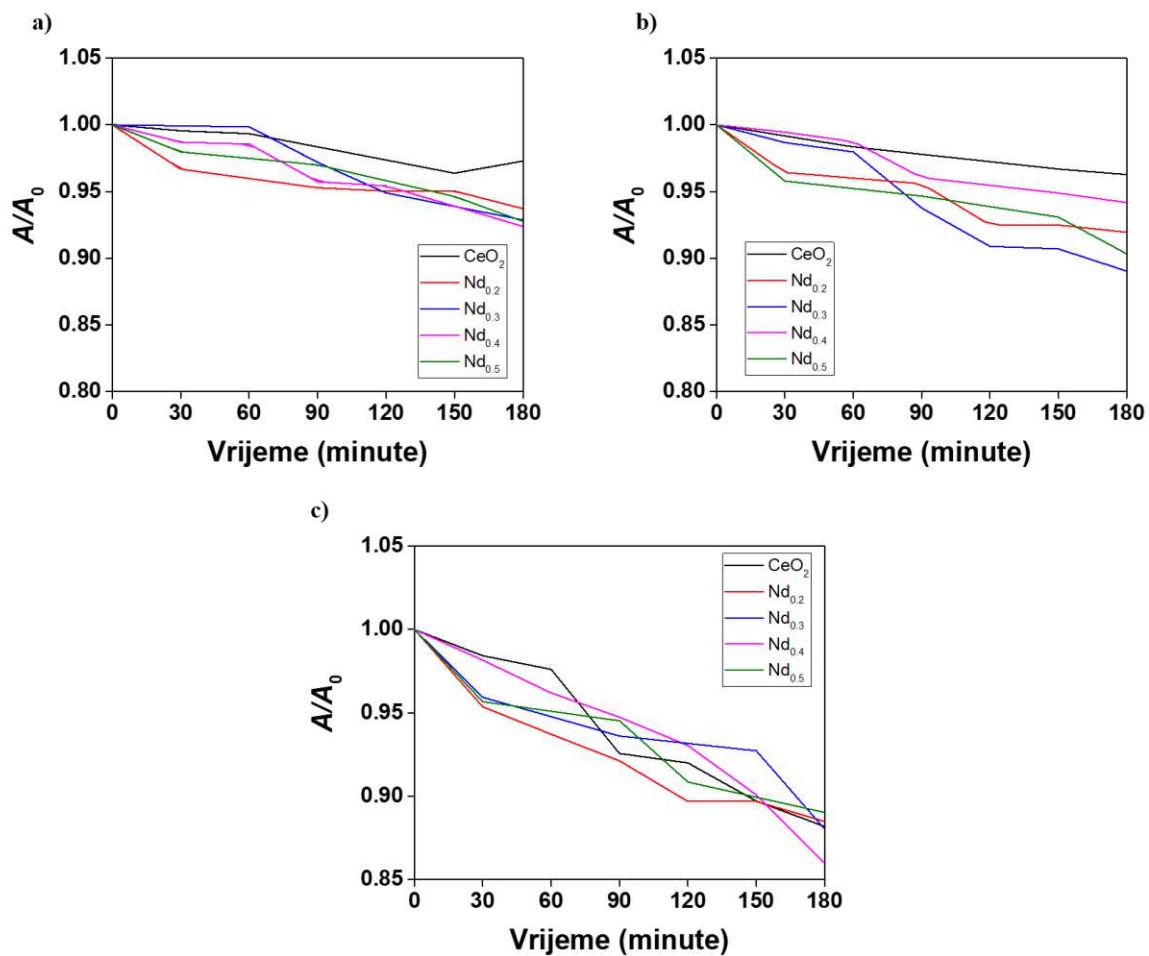 a)
1.05
1.00
0.95
0.90
0.85
0.80
A/A₀
0 30 60 90 120 150 180
Vrijeme (minute)
CeO₂
Nd₀.₂
Nd₀.₃
Nd₀.₄
Nd₀.₅
b)
1.05
1.00
0.95
0.90
0.85
0.80
A/A₀
0 30 60 90 120 150 180
Vrijeme (minute)
CeO₂
Nd₀.₂
Nd₀.₃
Nd₀.₄
Nd₀.₅
c)
1.05
1.00
0.95
0.90
0.85
A/A₀
0 30 60 90 120 150 180
Vrijeme (minute)
CeO₂
Nd₀.₂
Nd₀.₃
Nd₀.₄
Nd₀.₅